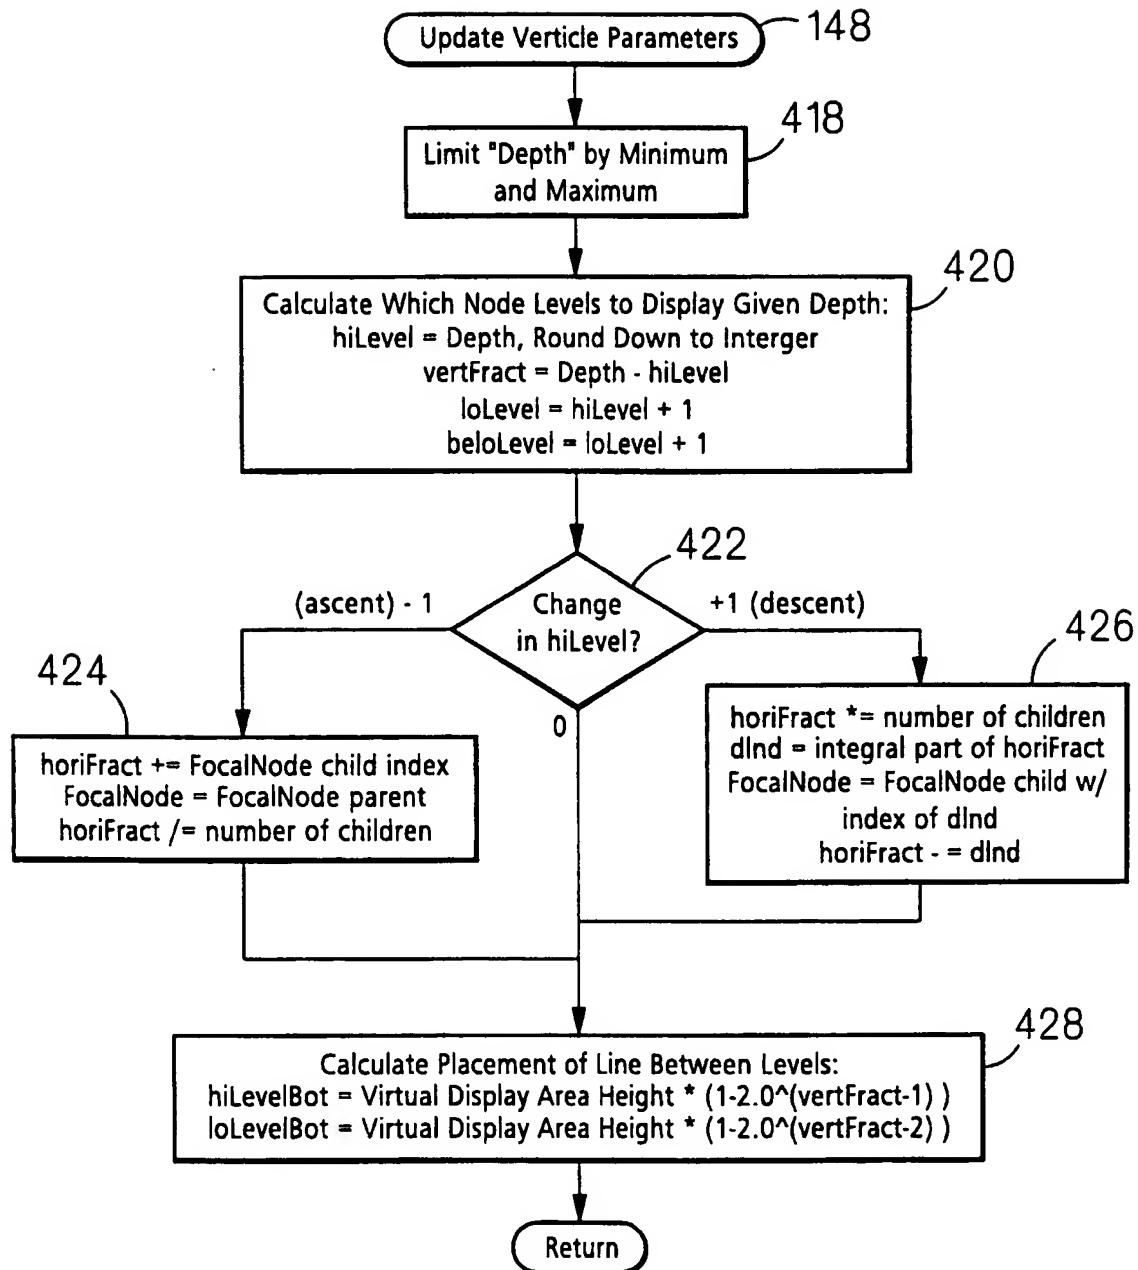 Update Verticle Parameters
148
418
Limit "Depth" by Minimum
and Maximum
420
Calculate Which Node Levels to Display Given Depth:
hiLevel = Depth, Round Down to Interger
vertFract = Depth - hiLevel
loLevel = hiLevel + 1
beloLevel = loLevel + 1
422
(ascent) - 1
Change
in hiLevel?
+1 (descent)
0
424
horiFract += FocalNode child index
FocalNode = FocalNode parent
horiFract /= number of children
426
horiFract *= number of children
dInd = integral part of horiFract
FocalNode = FocalNode child w/
index of dInd
horiFract - = dInd
428
Calculate Placement of Line Between Levels:
hiLevelBot = Virtual Display Area Height * (1-2.0^(vertFract-1) )
loLevelBot = Virtual Display Area Height * (1-2.0^(vertFract-2) )
Return